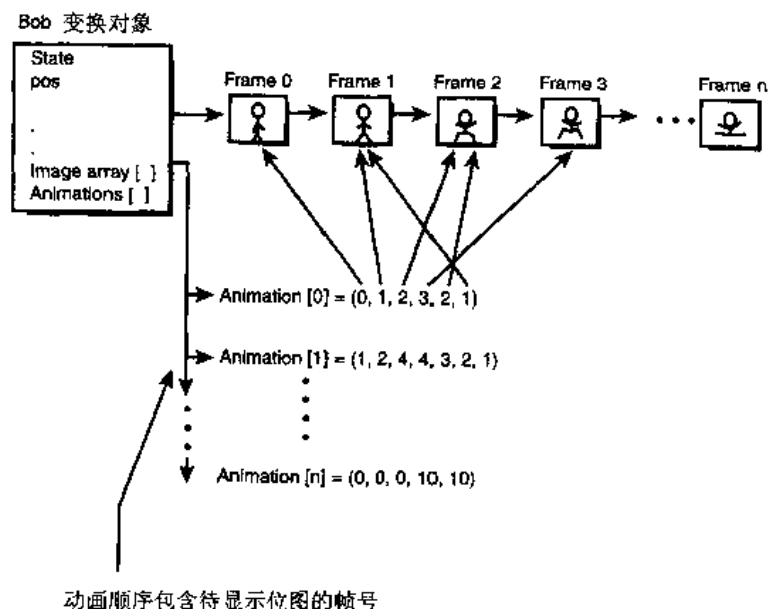 Bob 变换对象
State
pos
.
.
Image array [ ]
Animations [ ]
Frame 0
Frame 1
Frame 2
Frame 3
Frame n
Animation [0] = (0, 1, 2, 3, 2, 1)
Animation [1] = (1, 2, 4, 4, 3, 2, 1)
Animation [n] = (0, 0, 0, 10, 10)
动画顺序包含待显示位图的帧号